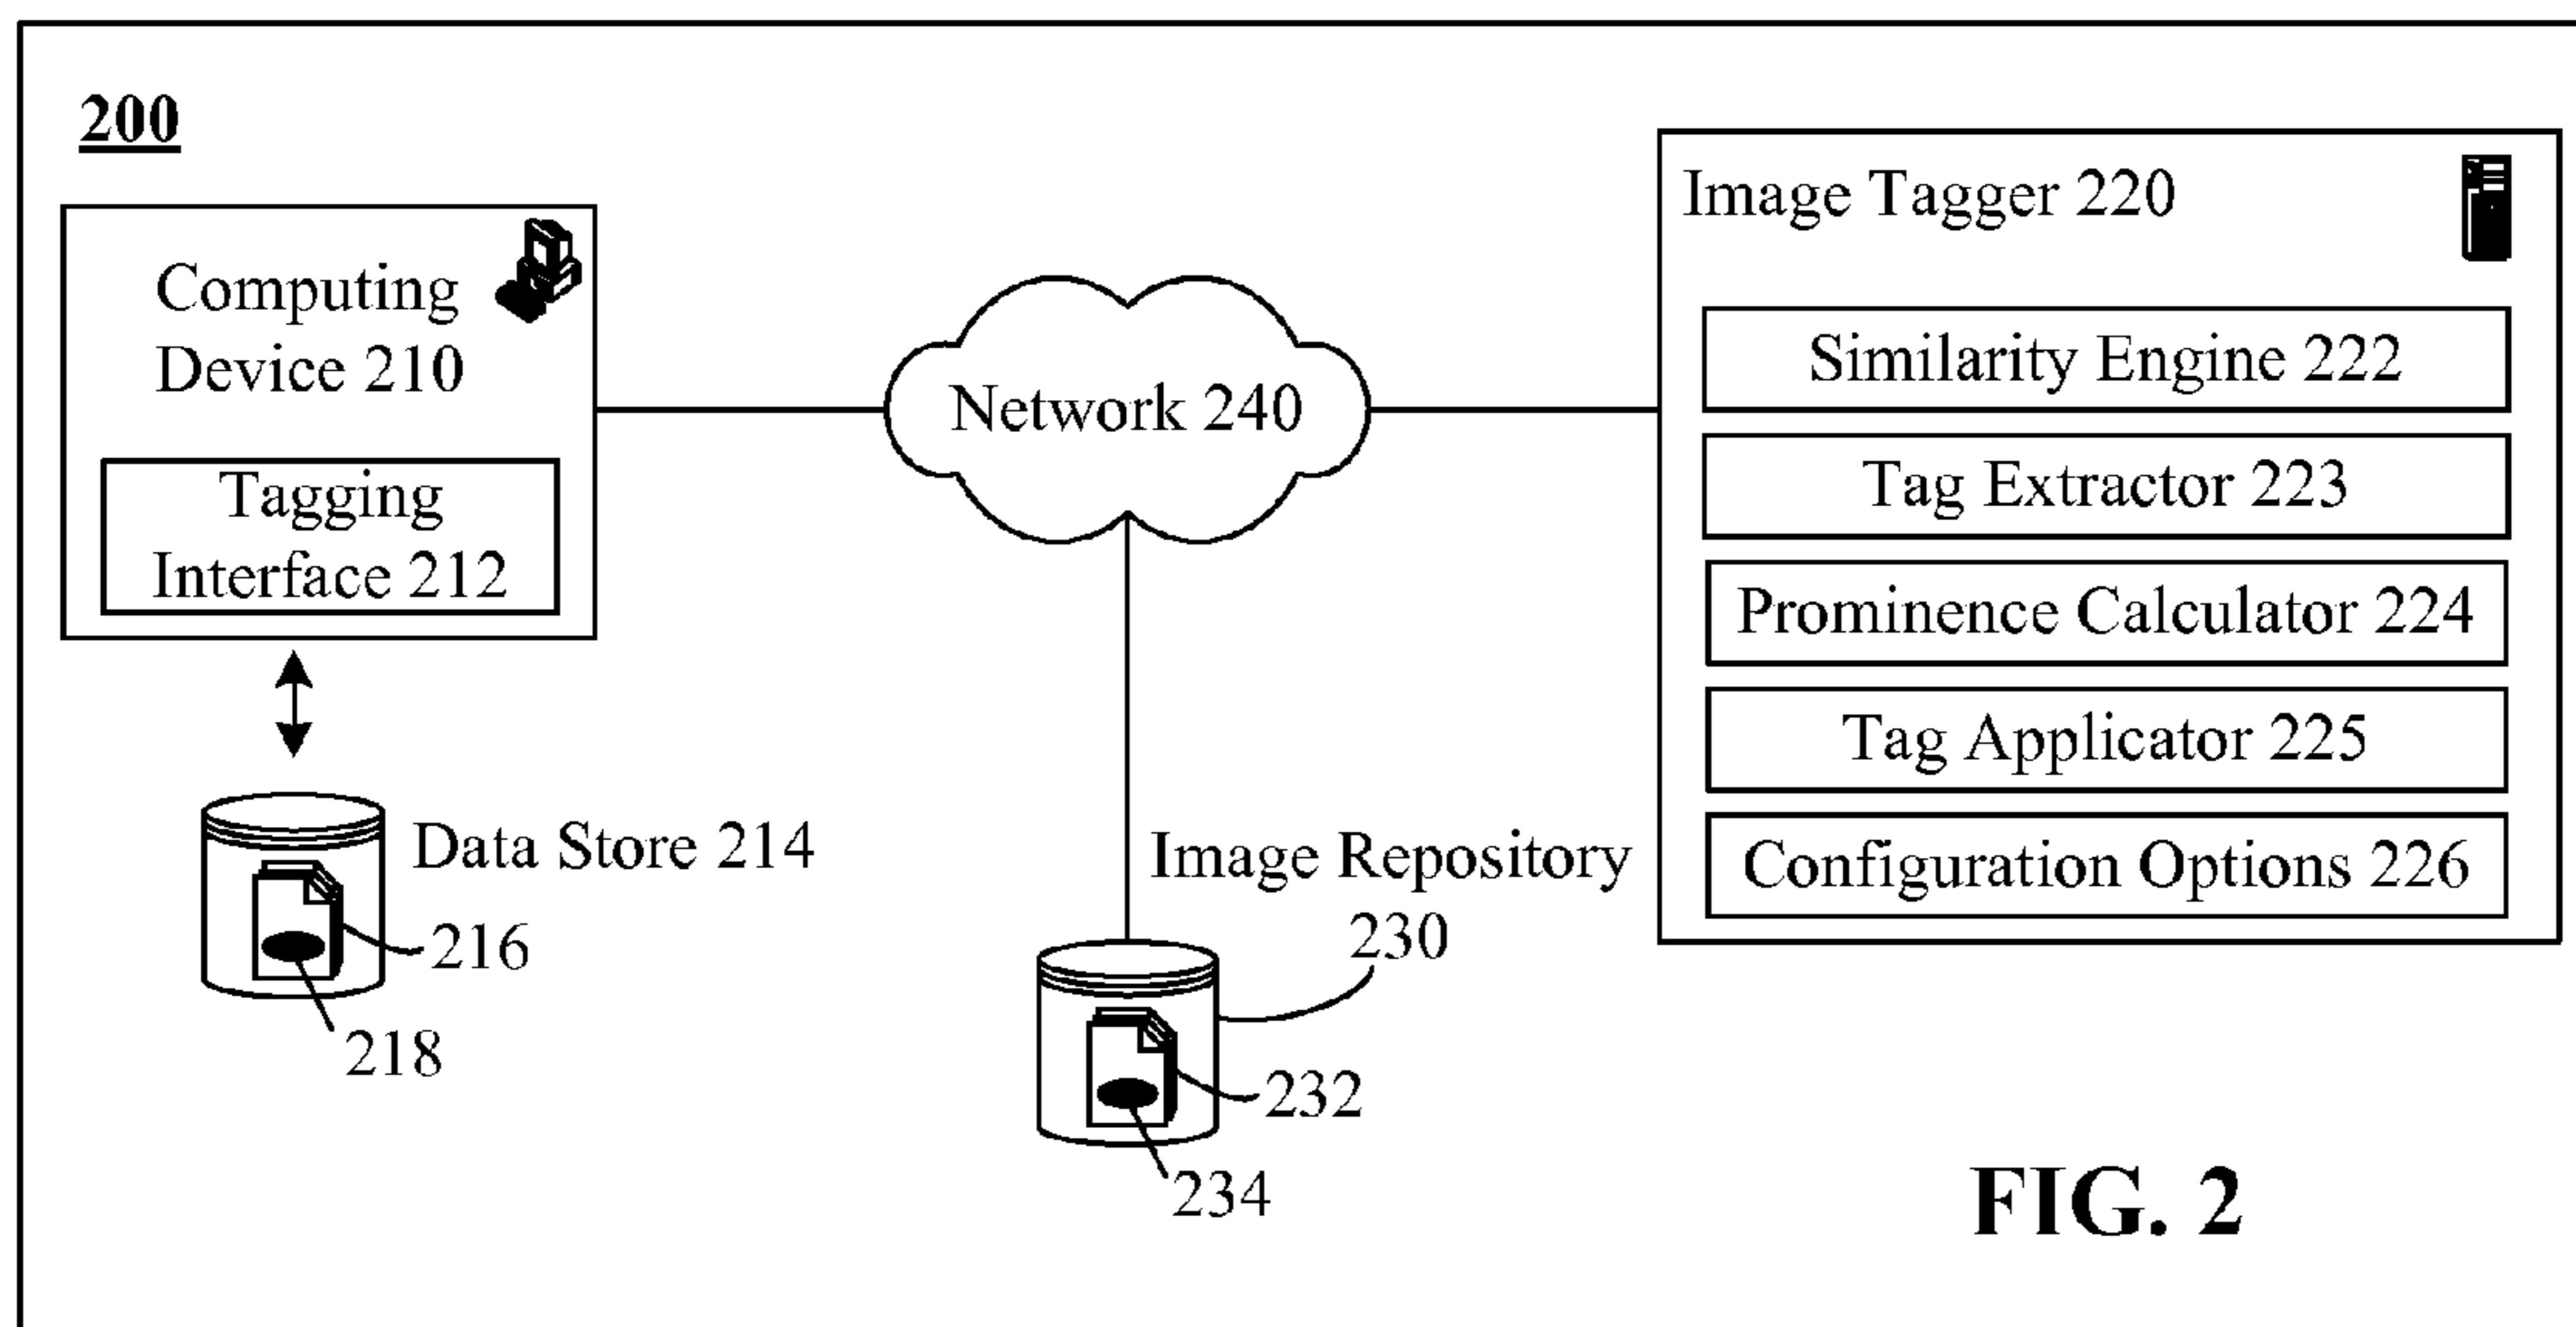 200
Computing
Device 210
Tagging
Interface 212
Data Store 214
216
218
Network 240
Image Repository
230
232
234
Image Tagger 220
Similarity Engine 222
Tag Extractor 223
Prominence Calculator 224
Tag Applicator 225
Configuration Options 226
FIG. 2